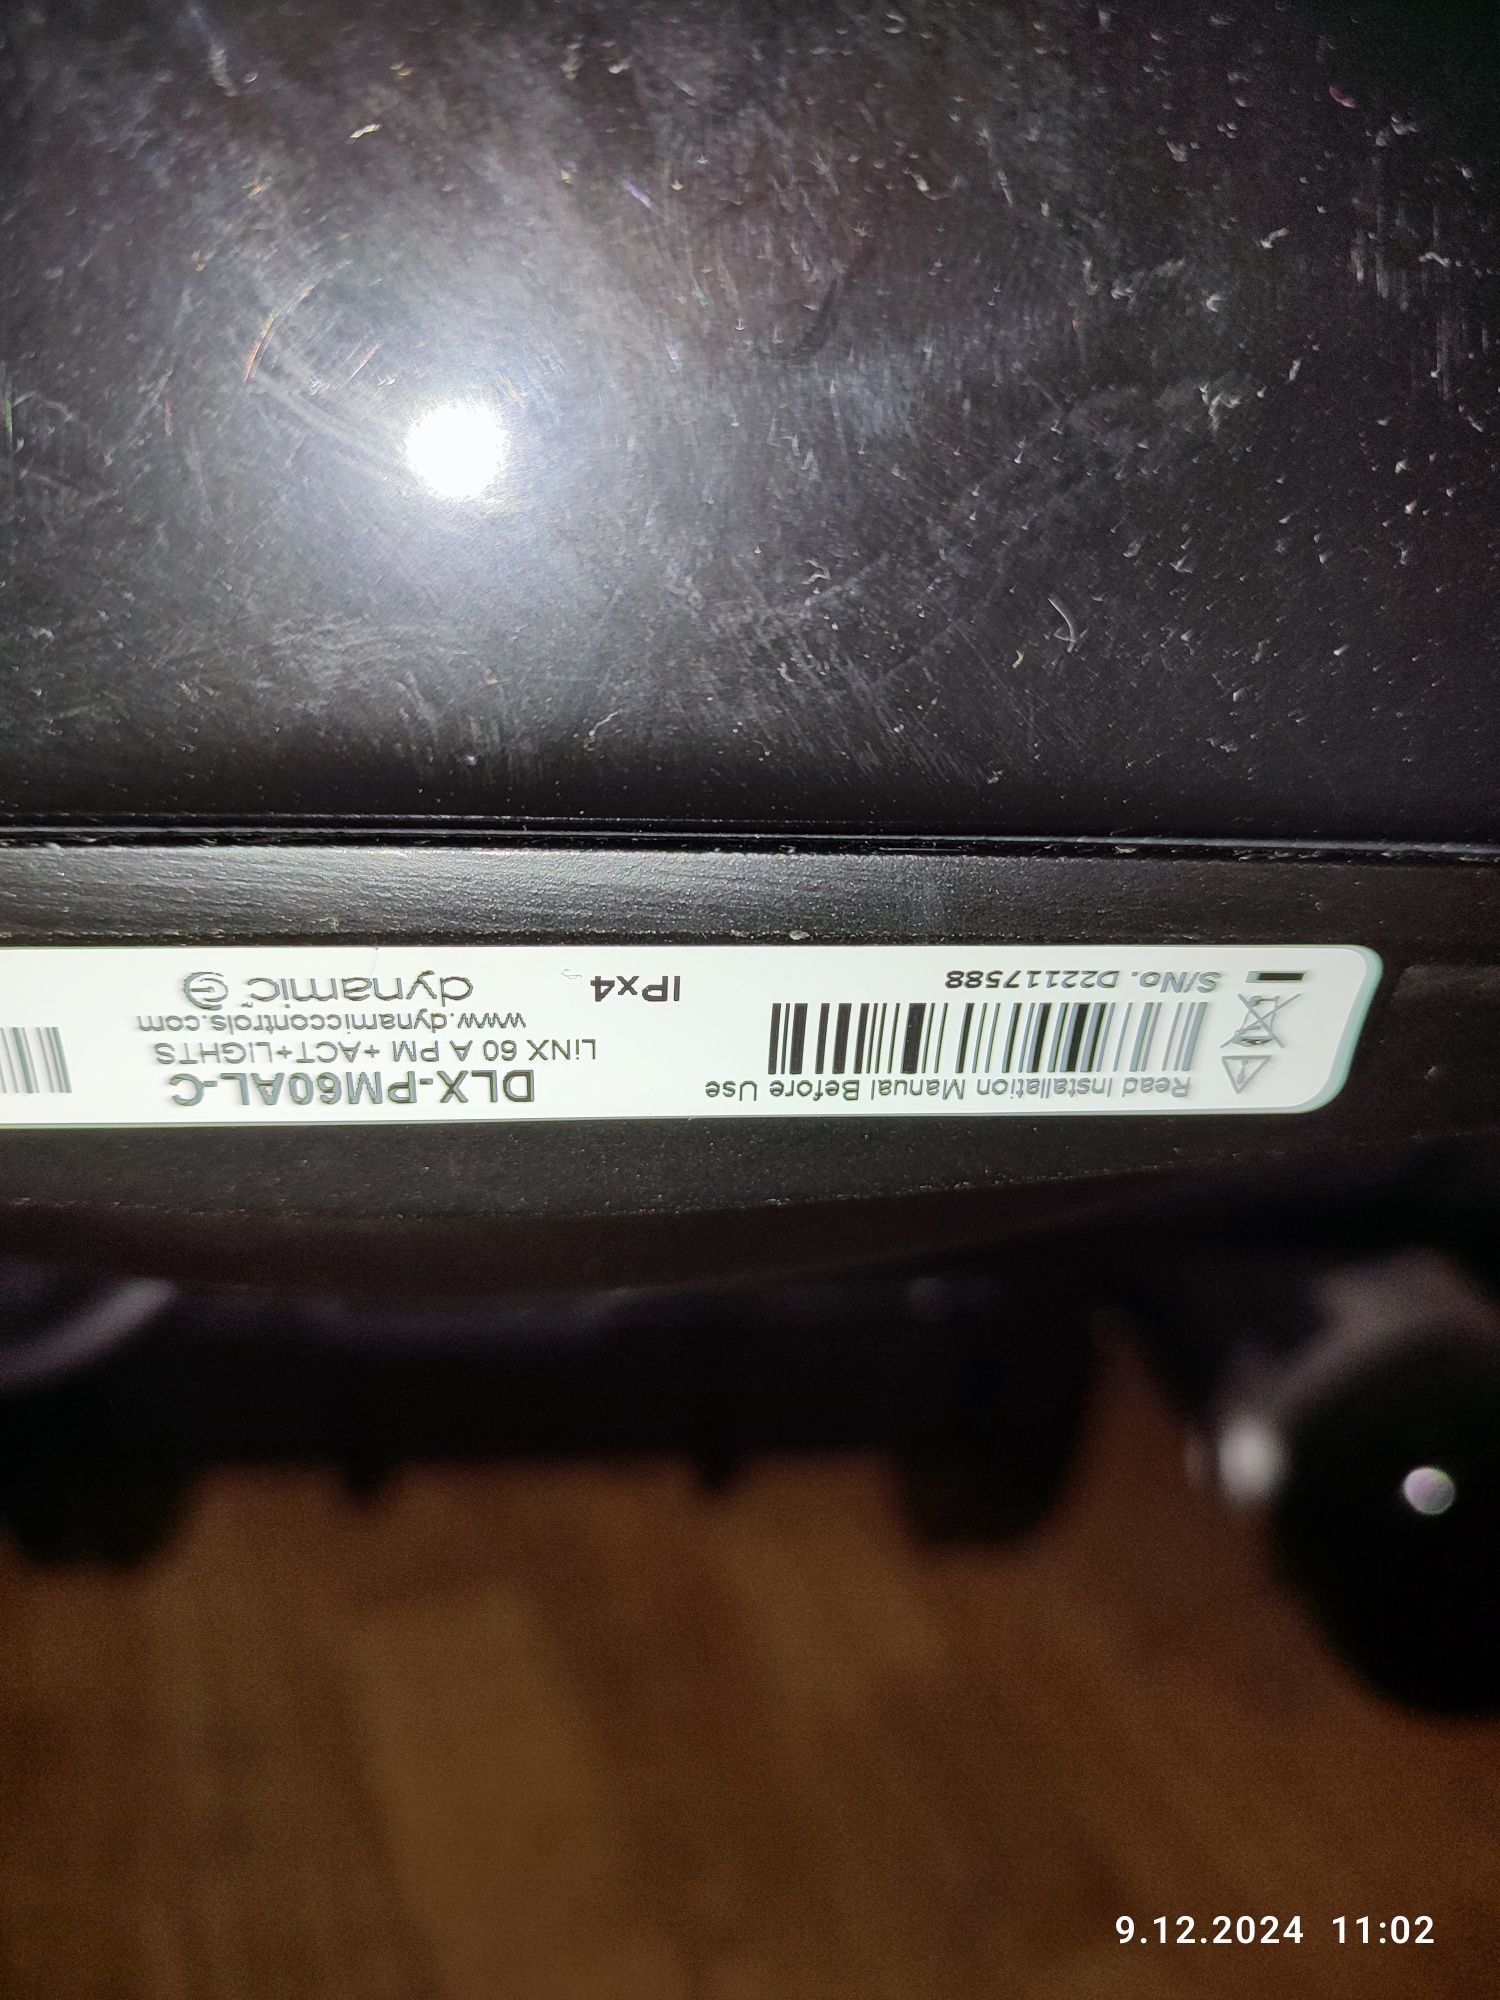 Read Installation Manual Before Use
S/No. D22117588
IPx4
DLX-PM60AL-C
LiNX 60 A PM + ACT+LIGHTS
www.dynamiccontrols.com
dynamic
9.12.2024 11:02